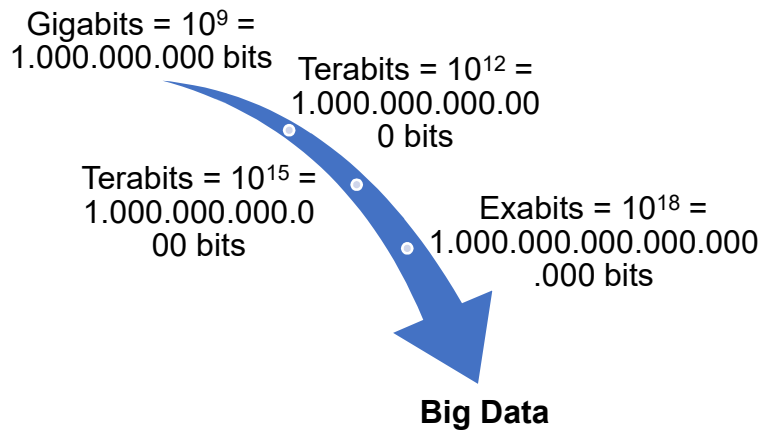 Gigabits = 10⁹ =
1.000.000.000 bits
Terabits = 10¹² =
1.000.000.000.00
0 bits
Terabits = 10¹⁵ =
1.000.000.000.0
00 bits
Exabits = 10¹⁸ =
1.000.000.000.000.000
.000 bits
Big Data